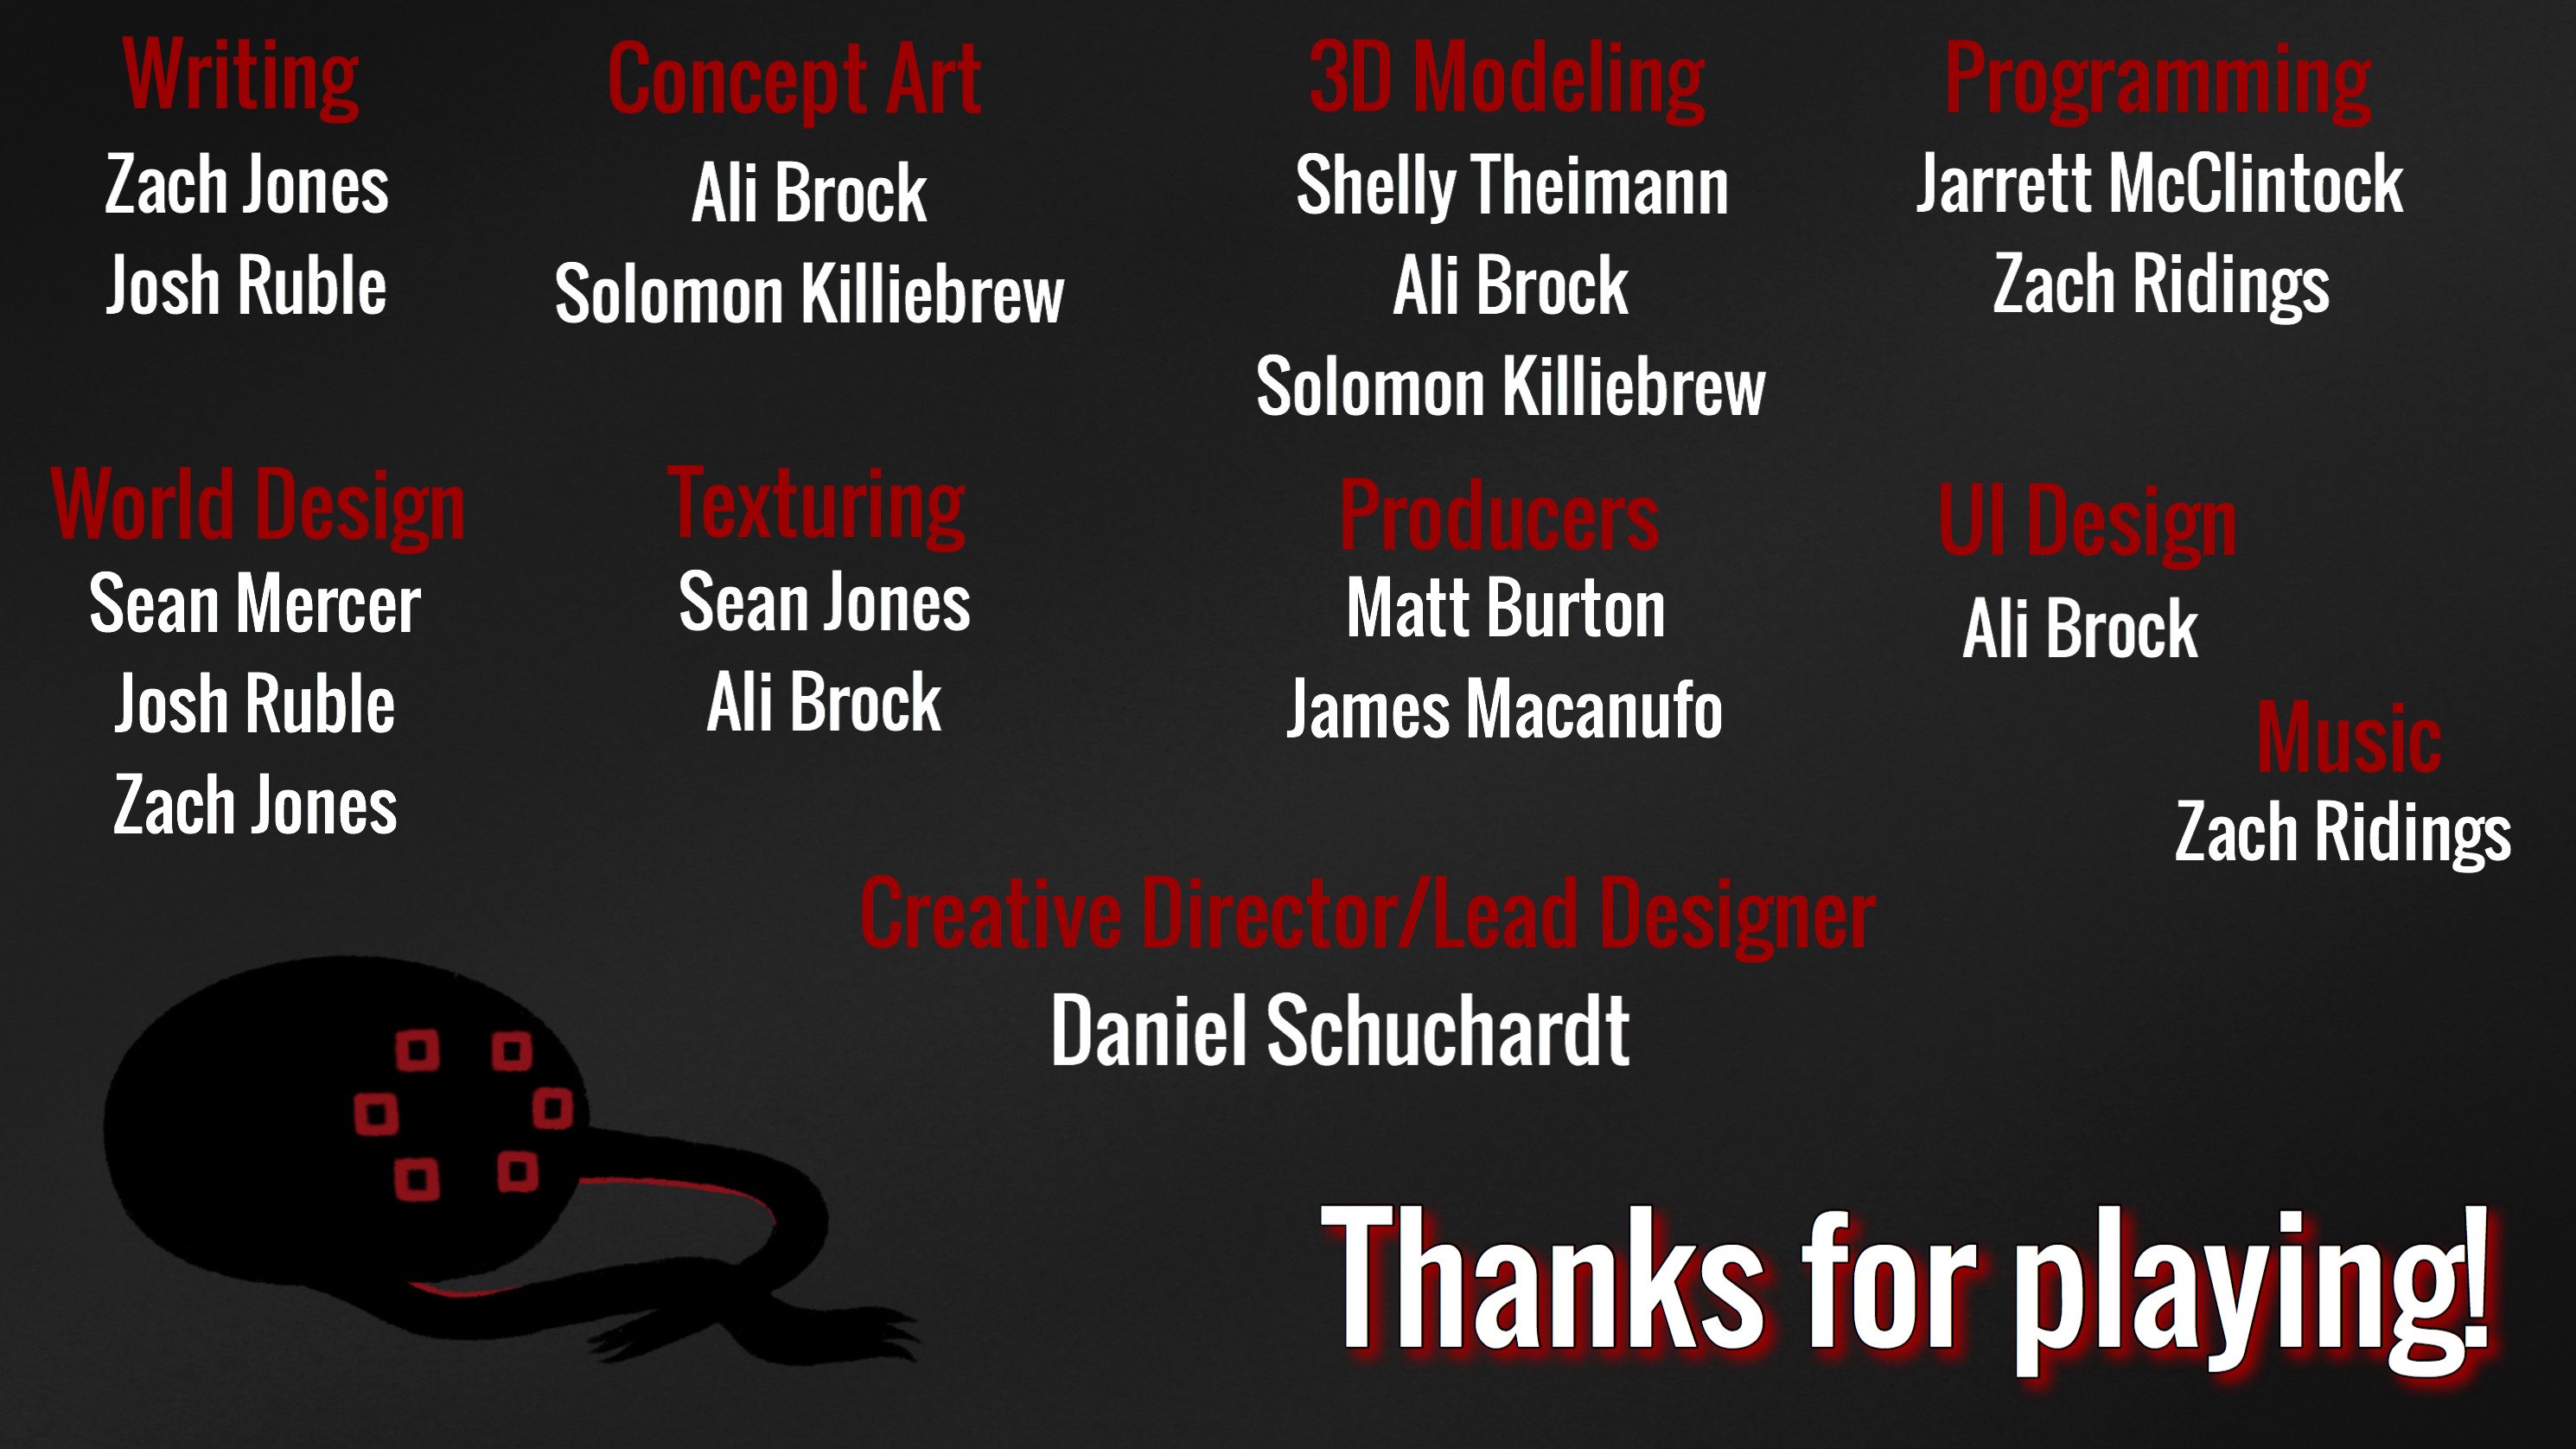 Writing
Zach Jones
Josh Ruble
Concept Art
Ali Brock
Solomon Killiebrew
3D Modeling
Shelly Theimann
Ali Brock
Solomon Killiebrew
Programming
Jarrett McClintock
Zach Ridings
World Design
Sean Mercer
Josh Ruble
Zach Jones
Texturing
Sean Jones
Ali Brock
Producers
Matt Burton
James Macanufo
UI Design
Ali Brock
Music
Zach Ridings
Creative Director/Lead Designer
Daniel Schuchardt
Thanks for playing!